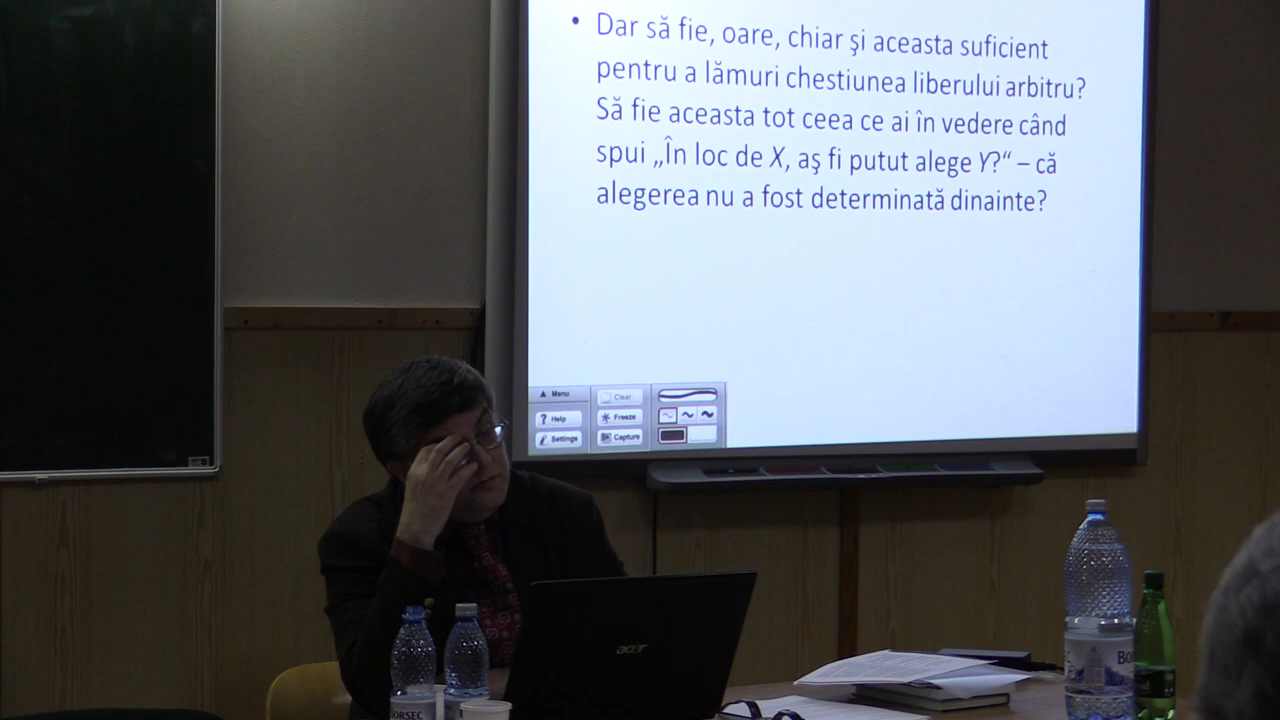 • Dar să fie, oare, chiar şi aceasta suficient
pentru a lămuri chestiunea liberului arbitru?
Să fie aceasta tot ceea ce ai în vedere când
spui „În loc de X, aş fi putut alege Y?“ – că
alegerea nu a fost determinată dinainte?
Menu
Clear
Help
Freeze
Settings
Capture
acer
BORSEC
BO